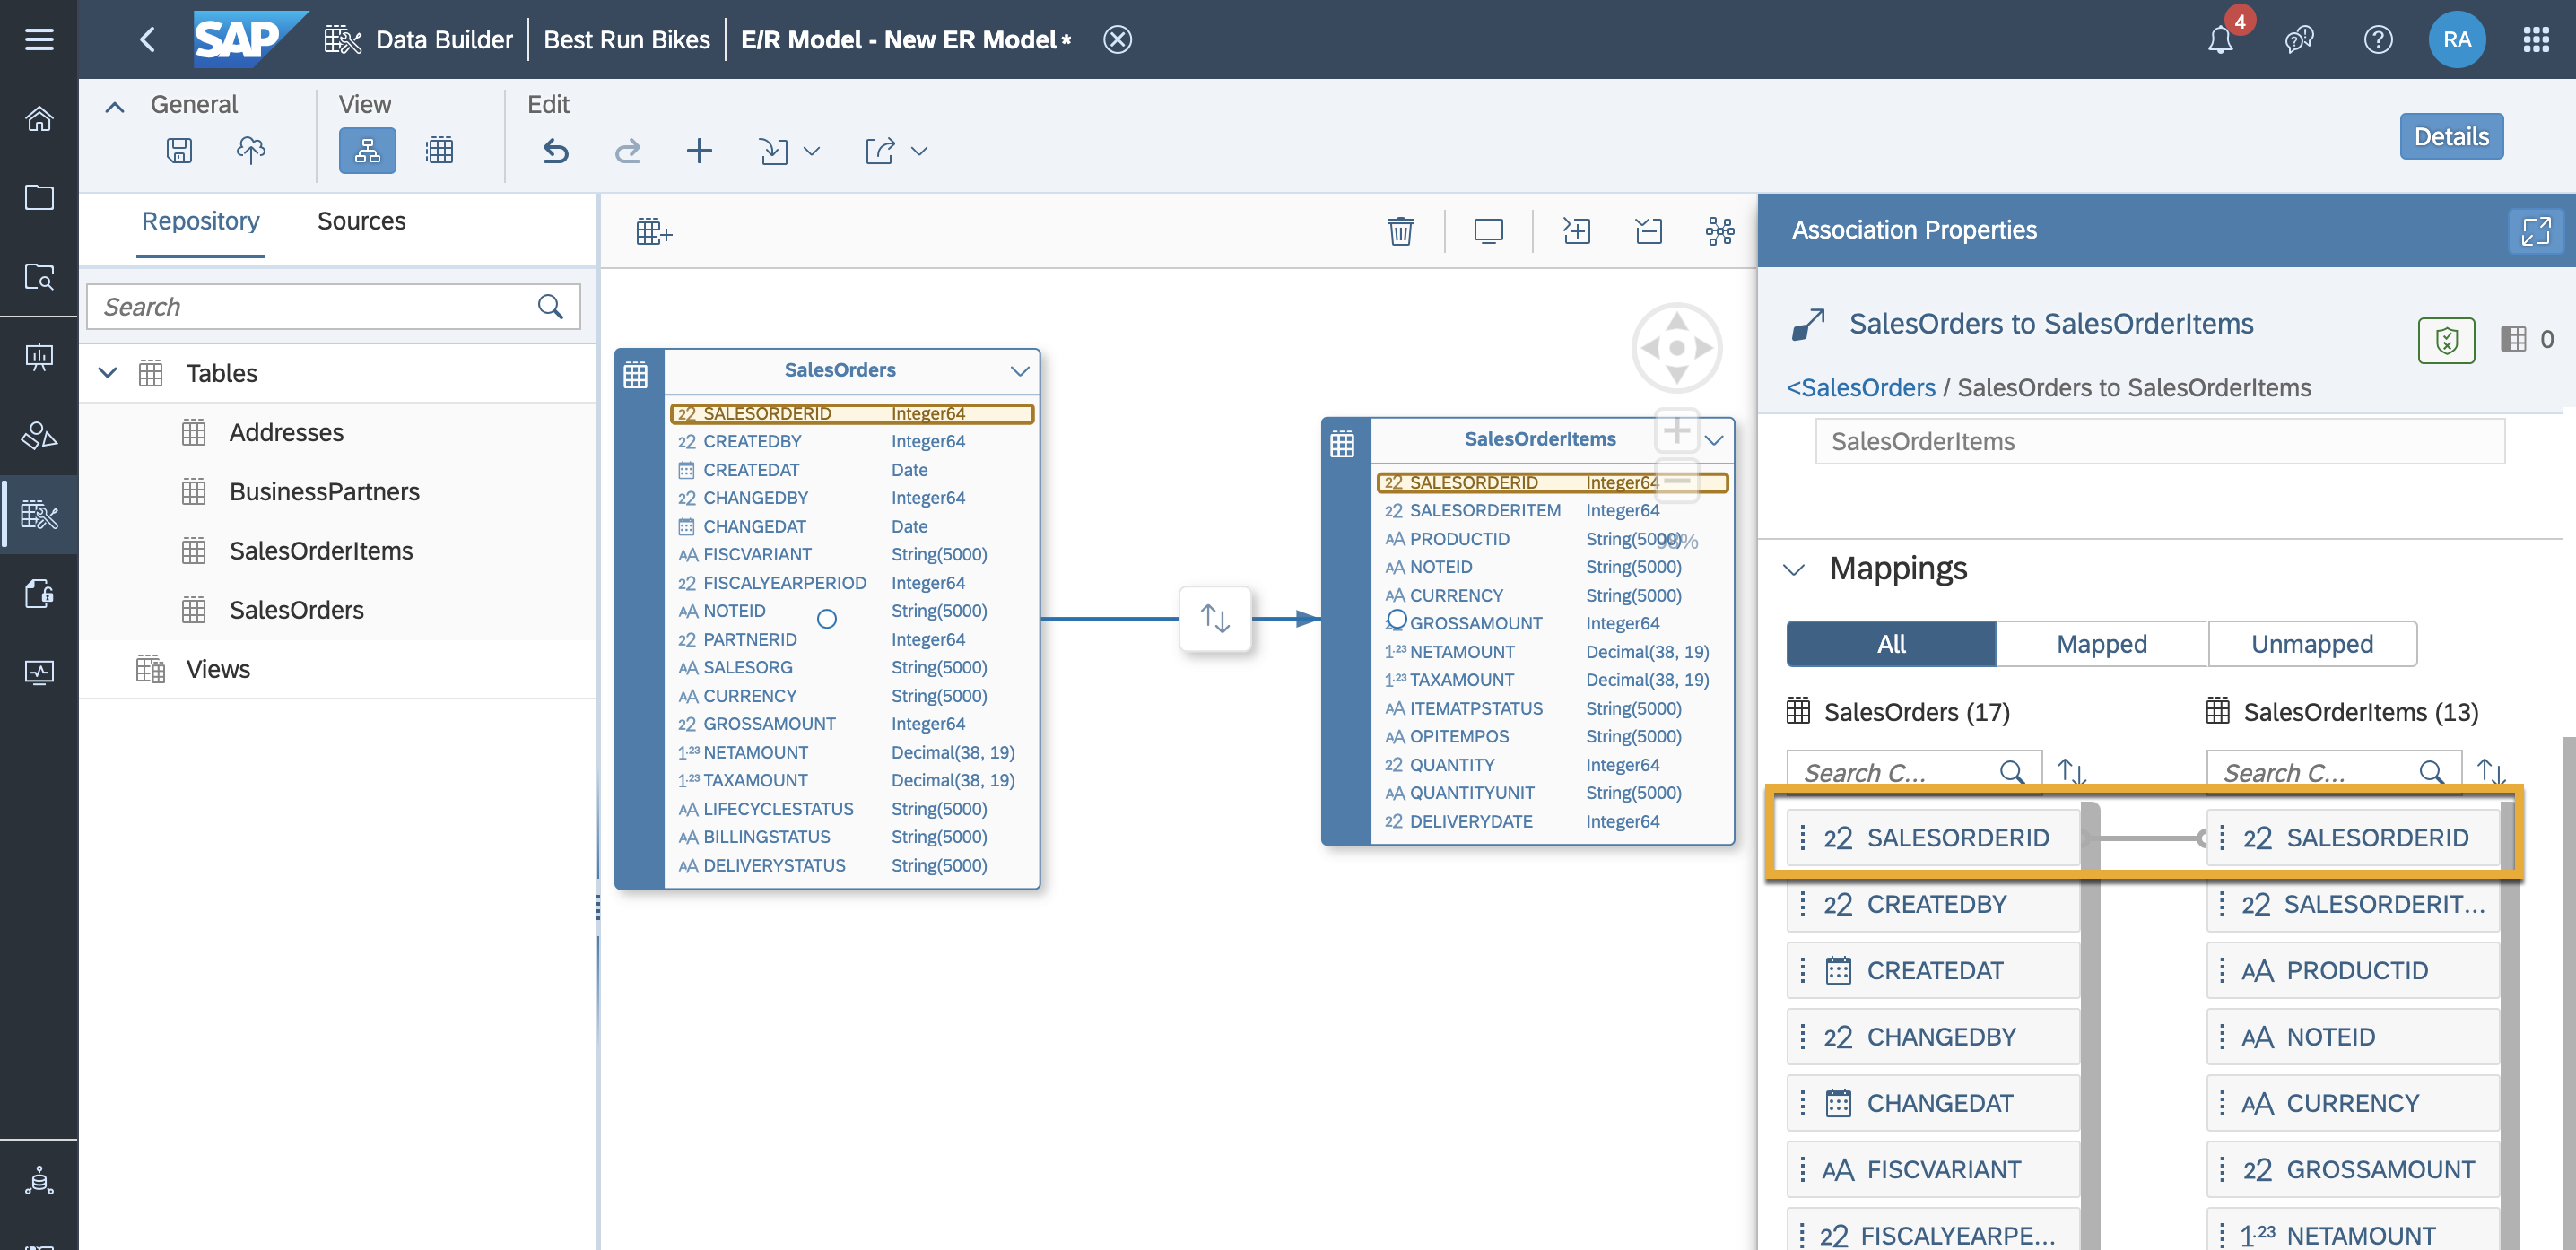 SAP Data Builder Best Run Bikes E/R Model - New ER Model* 4 RA
General View Edit
Details
Repository Sources
Search
Tables
Addresses
BusinessPartners
SalesOrderItems
SalesOrders
Views
SalesOrders
SALESORDERID Integer64
CREATEDBY Integer64
CREATEDAT Date
CHANGEDBY Integer64
CHANGEDAT Date
FISCVARIANT String(5000)
FISCALYEARPERIOD Integer64
NOTEID String(5000)
PARTNERID Integer64
SALESORG String(5000)
CURRENCY String(5000)
GROSSAMOUNT Integer64
NETAMOUNT Decimal(38, 19)
TAXAMOUNT Decimal(38, 19)
LIFECYCLESTATUS String(5000)
BILLINGSTATUS String(5000)
DELIVERYSTATUS String(5000)
SalesOrderItems
SALESORDERID Integer64
SALESORDERITEM Integer64
PRODUCTID String(5000)
NOTEID String(5000)
CURRENCY String(5000)
GROSSAMOUNT Integer64
NETAMOUNT Decimal(38, 19)
TAXAMOUNT Decimal(38, 19)
ITEMATPSTATUS String(5000)
OPITEMPOS String(5000)
QUANTITY Integer64
QUANTITYUNIT String(5000)
DELIVERYDATE Integer64
Association Properties
SalesOrders to SalesOrderItems
0
<SalesOrders / SalesOrders to SalesOrderItems
SalesOrderItems
Mappings
All Mapped Unmapped
SalesOrders (17) SalesOrderItems (13)
Search C... Search C...
SALESORDERID SALESORDERID
CREATEDBY SALESORDERIT...
CREATEDAT PRODUCTID
CHANGEDBY NOTEID
CHANGEDAT CURRENCY
FISCVARIANT GROSSAMOUNT
FISCALYEARPE... NETAMOUNT